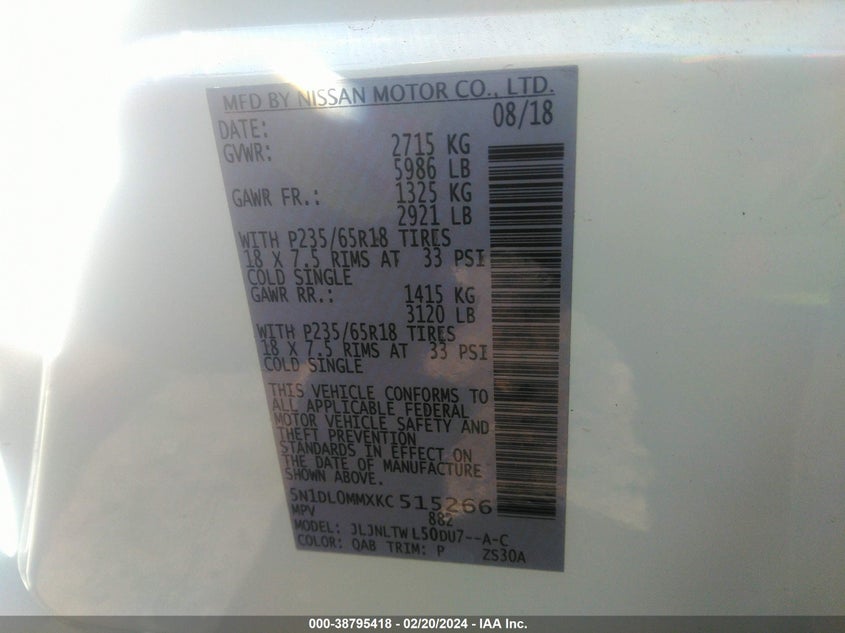 MFD BY NISSAN MOTOR CO., LTD.
DATE: 08/18
GVWR: 2715 KG
5986 LB
GAWR FR.: 1325 KG
2921 LB
WITH P235/65R18 TIRES
18 X 7.5 RIMS AT 33 PSI
COLD SINGLE
GAWR RR.: 1415 KG
3120 LB
WITH P235/65R18 TIRES
18 X 7.5 RIMS AT 33 PSI
COLD SINGLE
THIS VEHICLE CONFORMS TO
ALL APPLICABLE FEDERAL
MOTOR VEHICLE SAFETY AND
THEFT PREVENTION
STANDARDS IN EFFECT ON
THE DATE OF MANUFACTURE
SHOWN ABOVE.
5N1DL0MMXKC515266
MPV 882
MODEL: JLJNLTWL50DU7--A-C
COLOR: QAB TRIM: P ZS30A
000-38795418 - 02/20/2024 - IAA Inc.